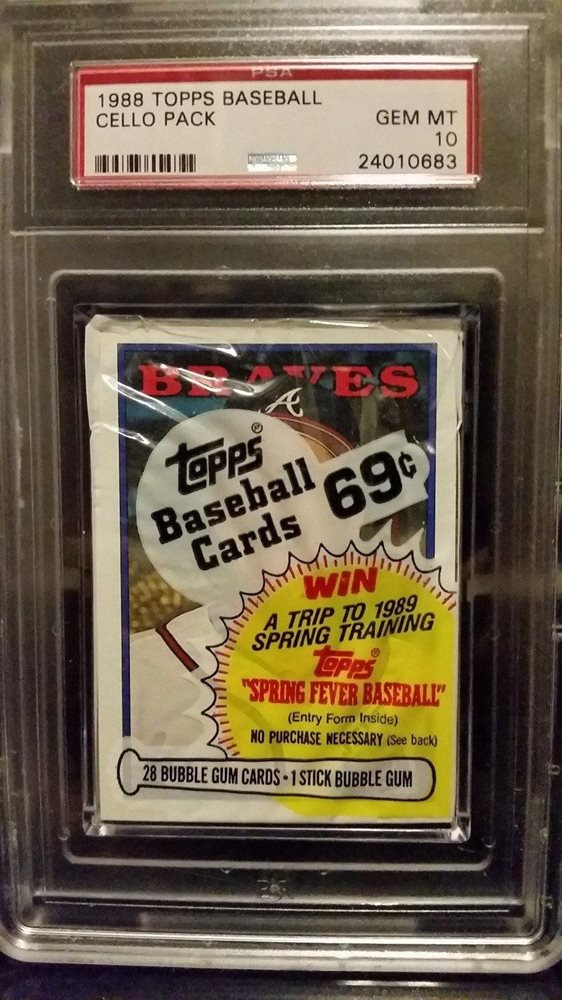 PSA
1988 TOPPS BASEBALL
CELLO PACK
GEM MT
10
24010683
BRAVES
A
Topps®
Baseball
Cards
69¢
WIN
A TRIP TO 1989
SPRING TRAINING
Topps®
"SPRING FEVER BASEBALL"
(Entry Form Inside)
NO PURCHASE NECESSARY (See back)
28 BUBBLE GUM CARDS • 1 STICK BUBBLE GUM